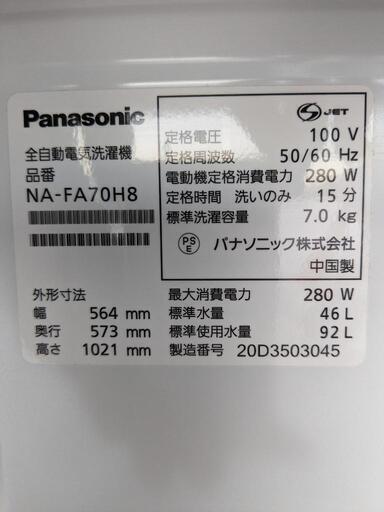 Panasonic
全自動電気洗濯機
品番
NA-FA70H8
S JET
定格電圧 100 V
定格周波数 50/60 Hz
電動機定格消費電力 280 W
定格時間 洗いのみ 15 分
標準洗濯容量 7.0 kg
PSE パナソニック株式会社
中国製
外形寸法
幅 564 mm
奥行 573 mm
高さ 1021 mm
最大消費電力 280 W
標準水量 46 L
標準使用水量 92 L
製造番号 20D3503045